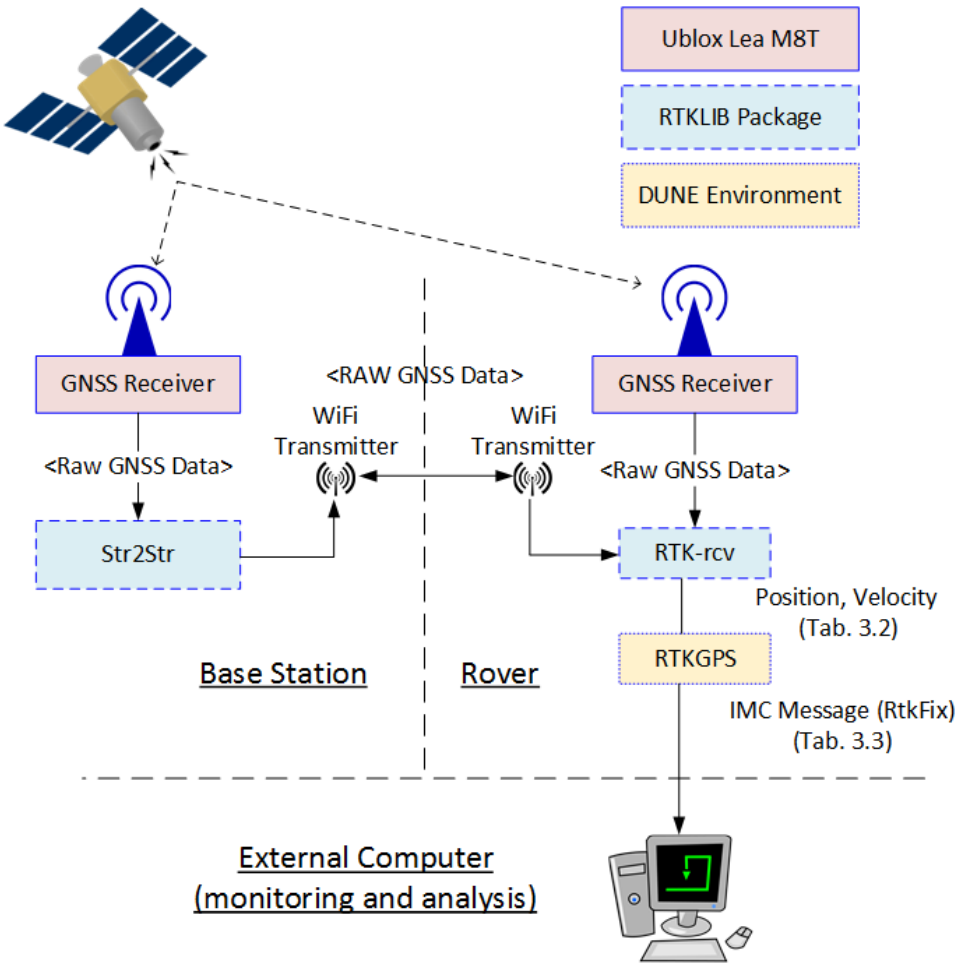 Ublox Lea M8T
RTKLIB Package
DUNE Environment
GNSS Receiver
<RAW GNSS Data>
GNSS Receiver
WiFi
Transmitter
WiFi
Transmitter
<Raw GNSS Data>
<Raw GNSS Data>
Str2Str
RTK-rcv
Position, Velocity
(Tab. 3.2)
Base Station
Rover
RTKGPS
IMC Message (RtkFix)
(Tab. 3.3)
External Computer
(monitoring and analysis)